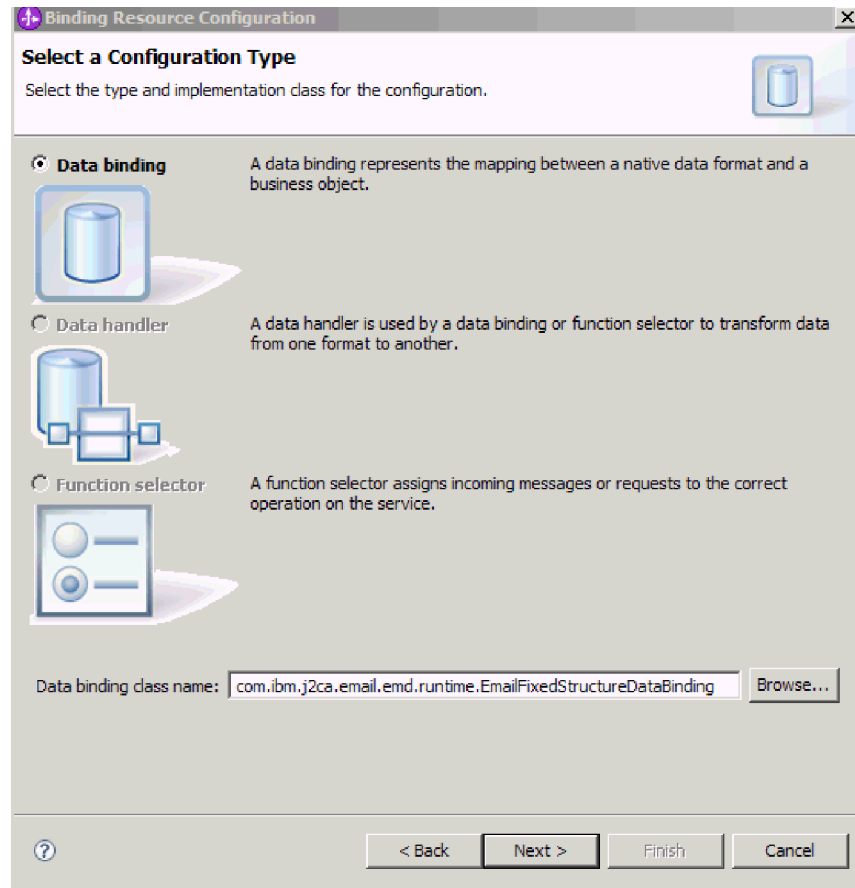 Binding Resource Configuration
Select a Configuration Type
Select the type and implementation class for the configuration.
Data binding
A data binding represents the mapping between a native data format and a
business object.
Data handler
A data handler is used by a data binding or function selector to transform data
from one format to another.
Function selector
A function selector assigns incoming messages or requests to the correct
operation on the service.
Data binding class name: com.ibm.j2ca.email.emd.runtime.EmailFixedStructureDataBinding Browse...
? < Back Next > Finish Cancel